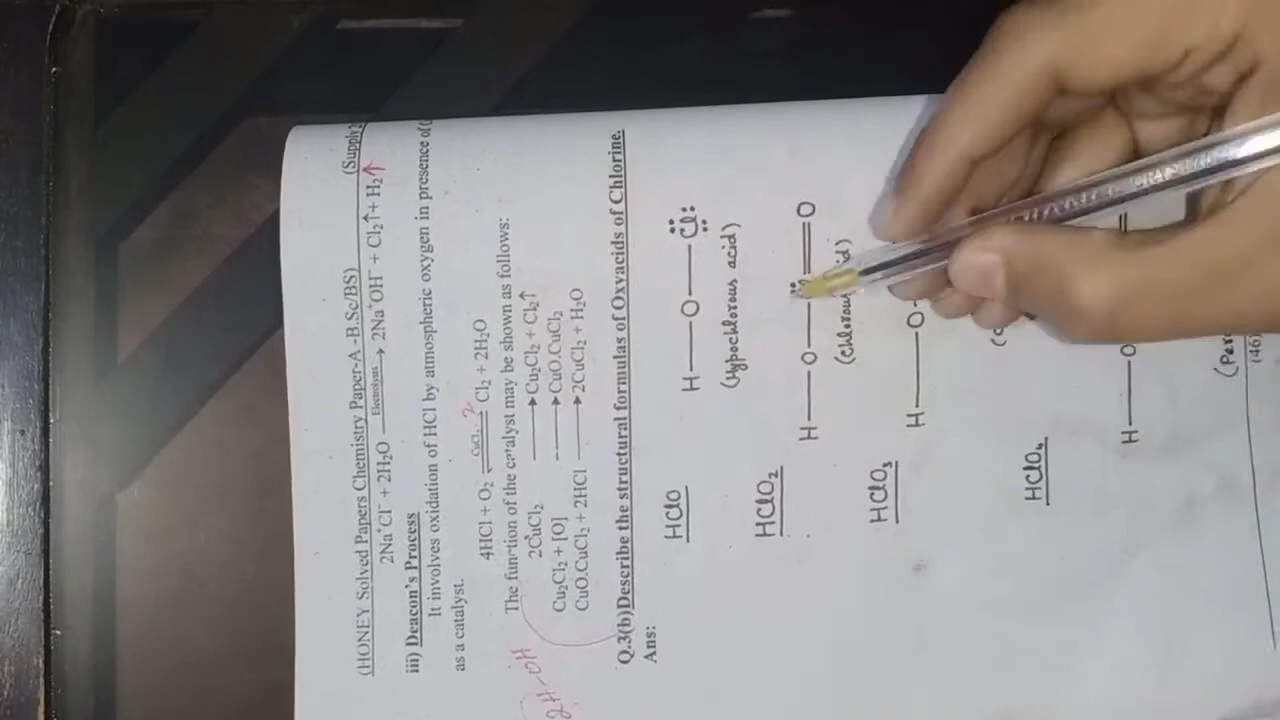 (HONEY Solved Papers Chemistry Paper-A -B.Sc/BS) (Supply
2Na⁺Cl⁻ + 2H₂O —Electrolysis→ 2Na⁺OH⁻ + Cl₂↑ + H₂↑
iii) Deacon's Process
It involves oxidation of HCl by atmospheric oxygen in presence of
as a catalyst.
4HCl + O₂ ⇌ Cl₂ + 2H₂O
The function of the catalyst may be shown as follows:
2CuCl₂ ⟶ Cu₂Cl₂ + Cl₂↑
Cu₂Cl₂ + [O] ⟶ CuO.CuCl₂
CuO.CuCl₂ + 2HCl ⟶ 2CuCl₂ + H₂O
2H-OH
Q.3(b)Describe the structural formulas of Oxyacids of Chlorine.
Ans:
HClO
H—O—Cl
(Hypochlorous acid)
HClO₂
H—O— =O
(Chlorous
HClO₃
H—O
HClO₄
H—O =
(46)